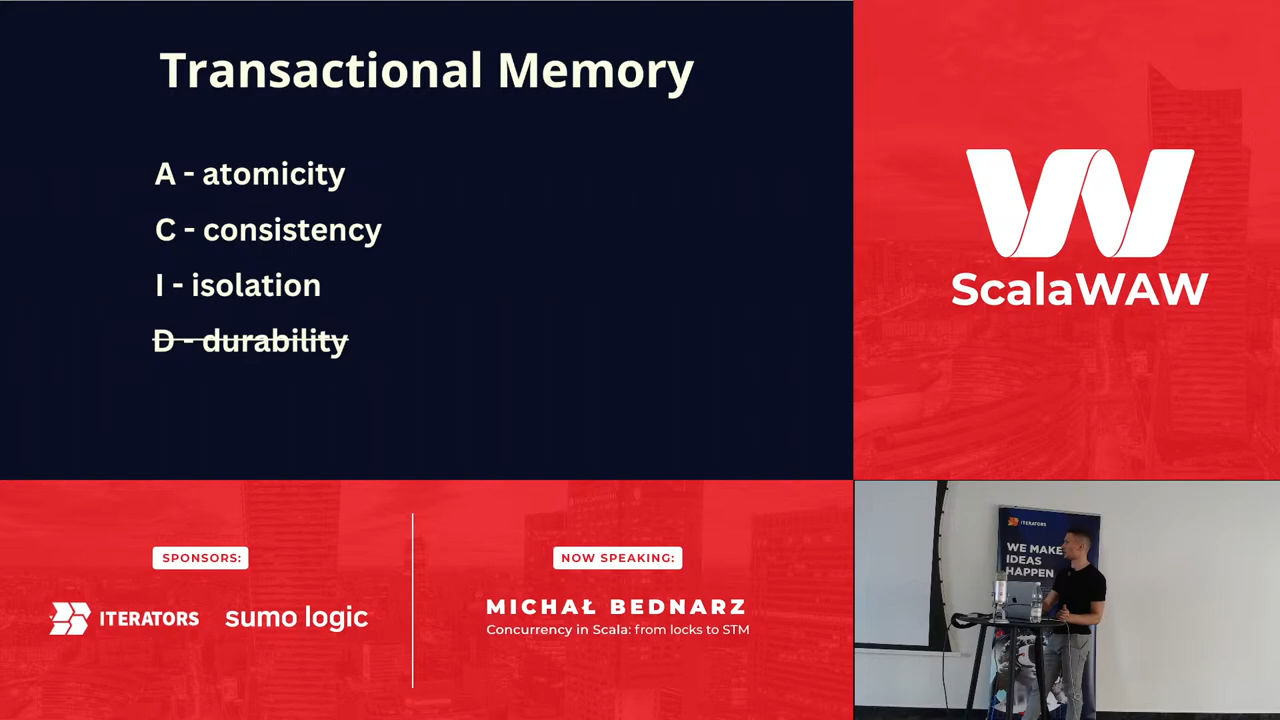 Transactional Memory
A - atomicity
C - consistency
I - isolation
D - durability
ScalaWAW
SPONSORS:
ITERATORS
sumo logic
NOW SPEAKING:
MICHAŁ BEDNARZ
Concurrency in Scala: from locks to STM
ITERATORS
WE MAKE
IDEAS
HAPPEN